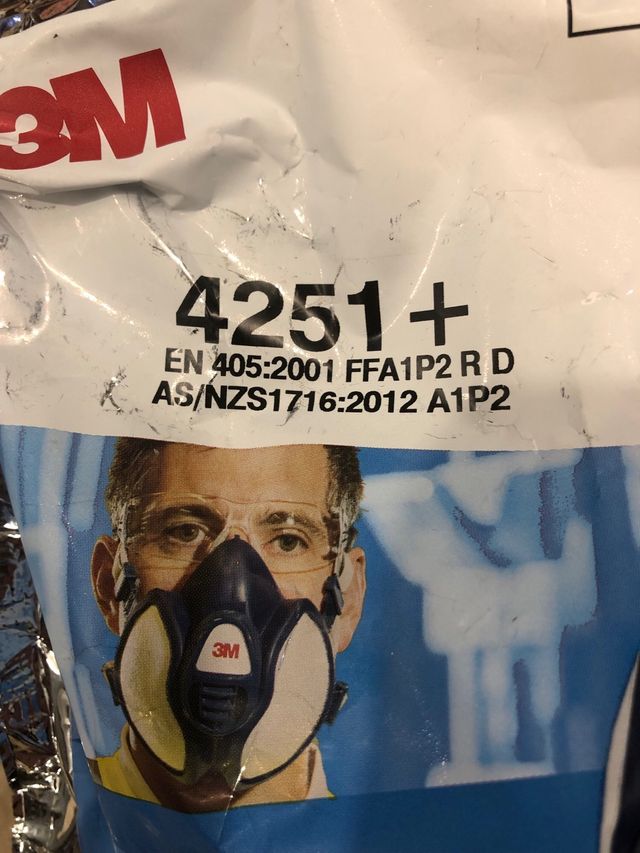 3M
4251+
EN 405:2001 FFA1P2 R D
AS/NZS1716:2012 A1P2
3M